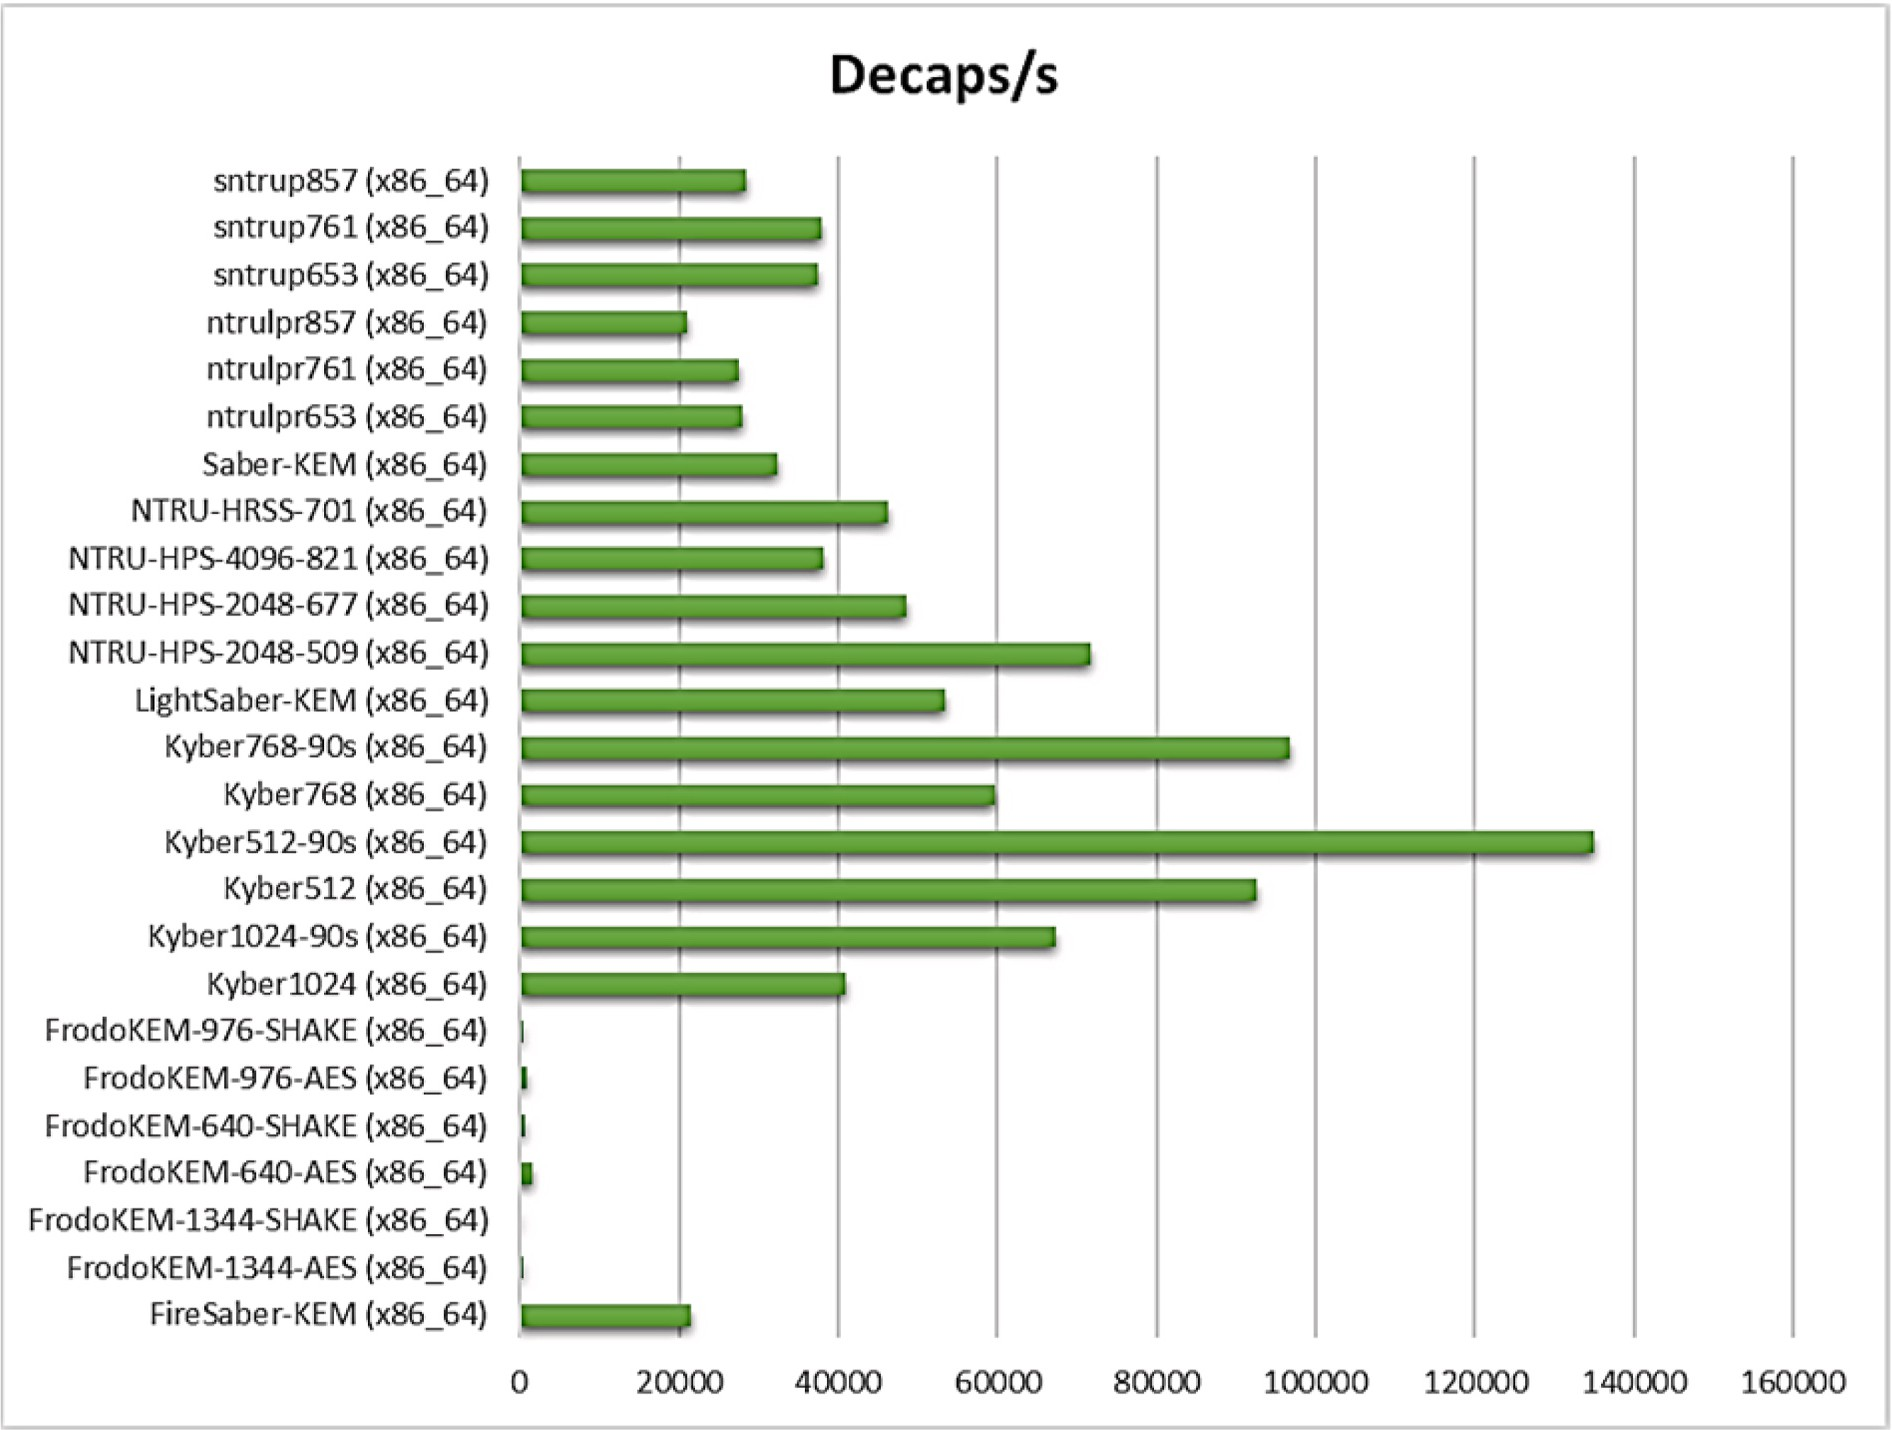 Decaps/s
sntrup857 (x86_64)
sntrup761 (x86_64)
sntrup653 (x86_64)
ntrulpr857 (x86_64)
ntrulpr761 (x86_64)
ntrulpr653 (x86_64)
Saber-KEM (x86_64)
NTRU-HRSS-701 (x86_64)
NTRU-HPS-4096-821 (x86_64)
NTRU-HPS-2048-677 (x86_64)
NTRU-HPS-2048-509 (x86_64)
LightSaber-KEM (x86_64)
Kyber768-90s (x86_64)
Kyber768 (x86_64)
Kyber512-90s (x86_64)
Kyber512 (x86_64)
Kyber1024-90s (x86_64)
Kyber1024 (x86_64)
FrodoKEM-976-SHAKE (x86_64)
FrodoKEM-976-AES (x86_64)
FrodoKEM-640-SHAKE (x86_64)
FrodoKEM-640-AES (x86_64)
FrodoKEM-1344-SHAKE (x86_64)
FrodoKEM-1344-AES (x86_64)
FireSaber-KEM (x86_64)
0 20000 40000 60000 80000 100000 120000 140000 160000